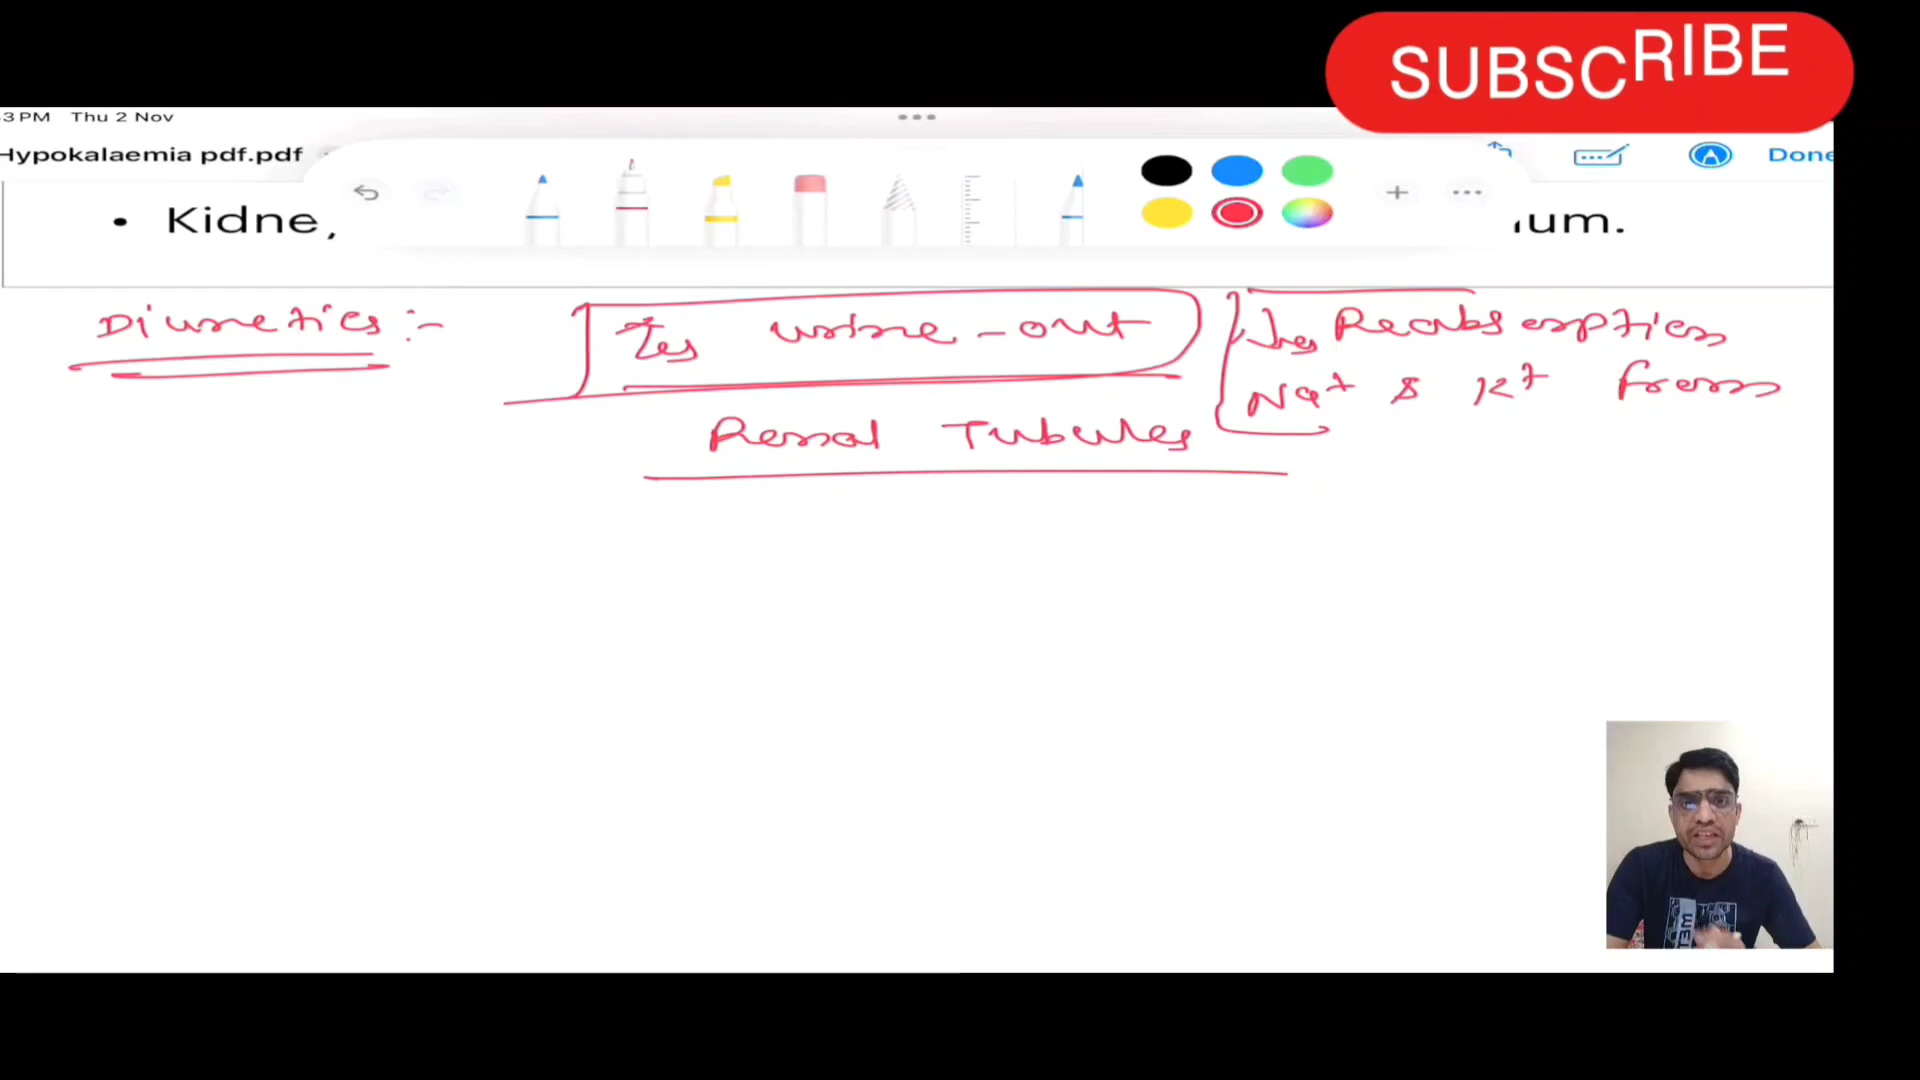 SUBSCRIBE
3 PM Thu 2 Nov
Hypokalaemia pdf.pdf
Done
• Kidne
um.
Diuretics :-
↑es urine-out
↓es Reabsorption
Na+ & K+ from
Renal Tubules